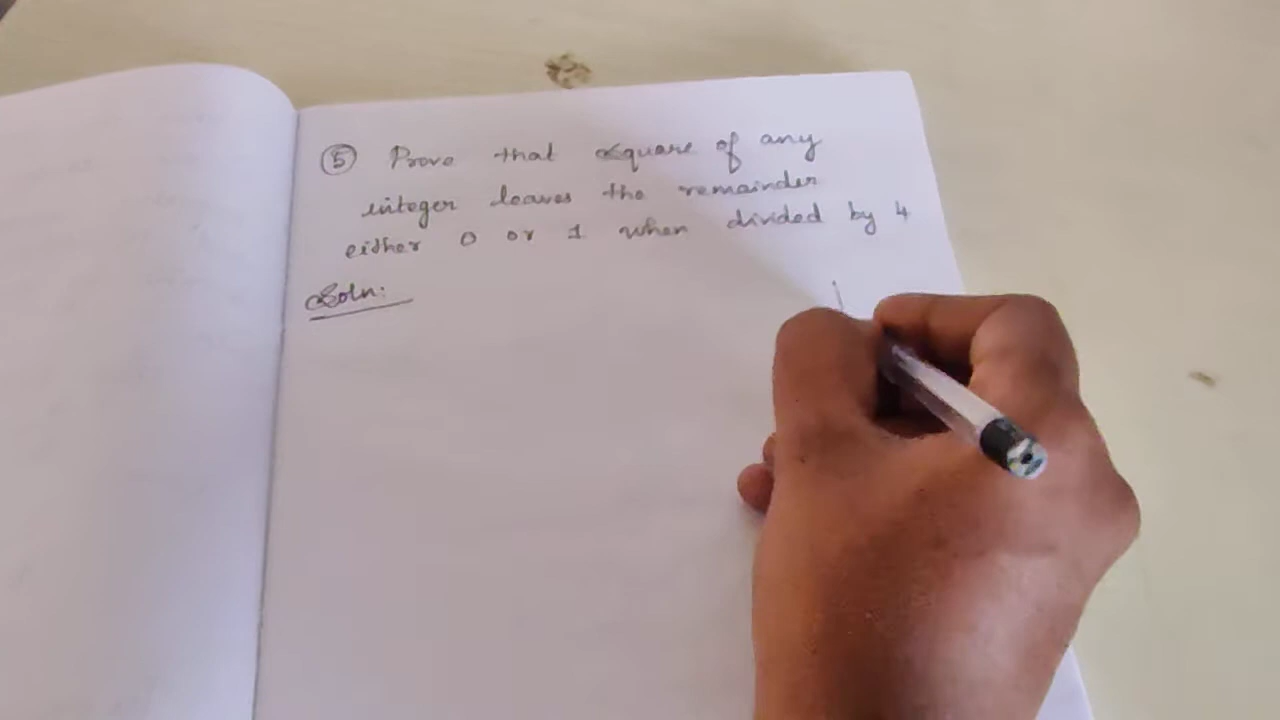 ⑤ Prove that square of any
integer leaves the remainder
either 0 or 1 when divided by 4
Soln: